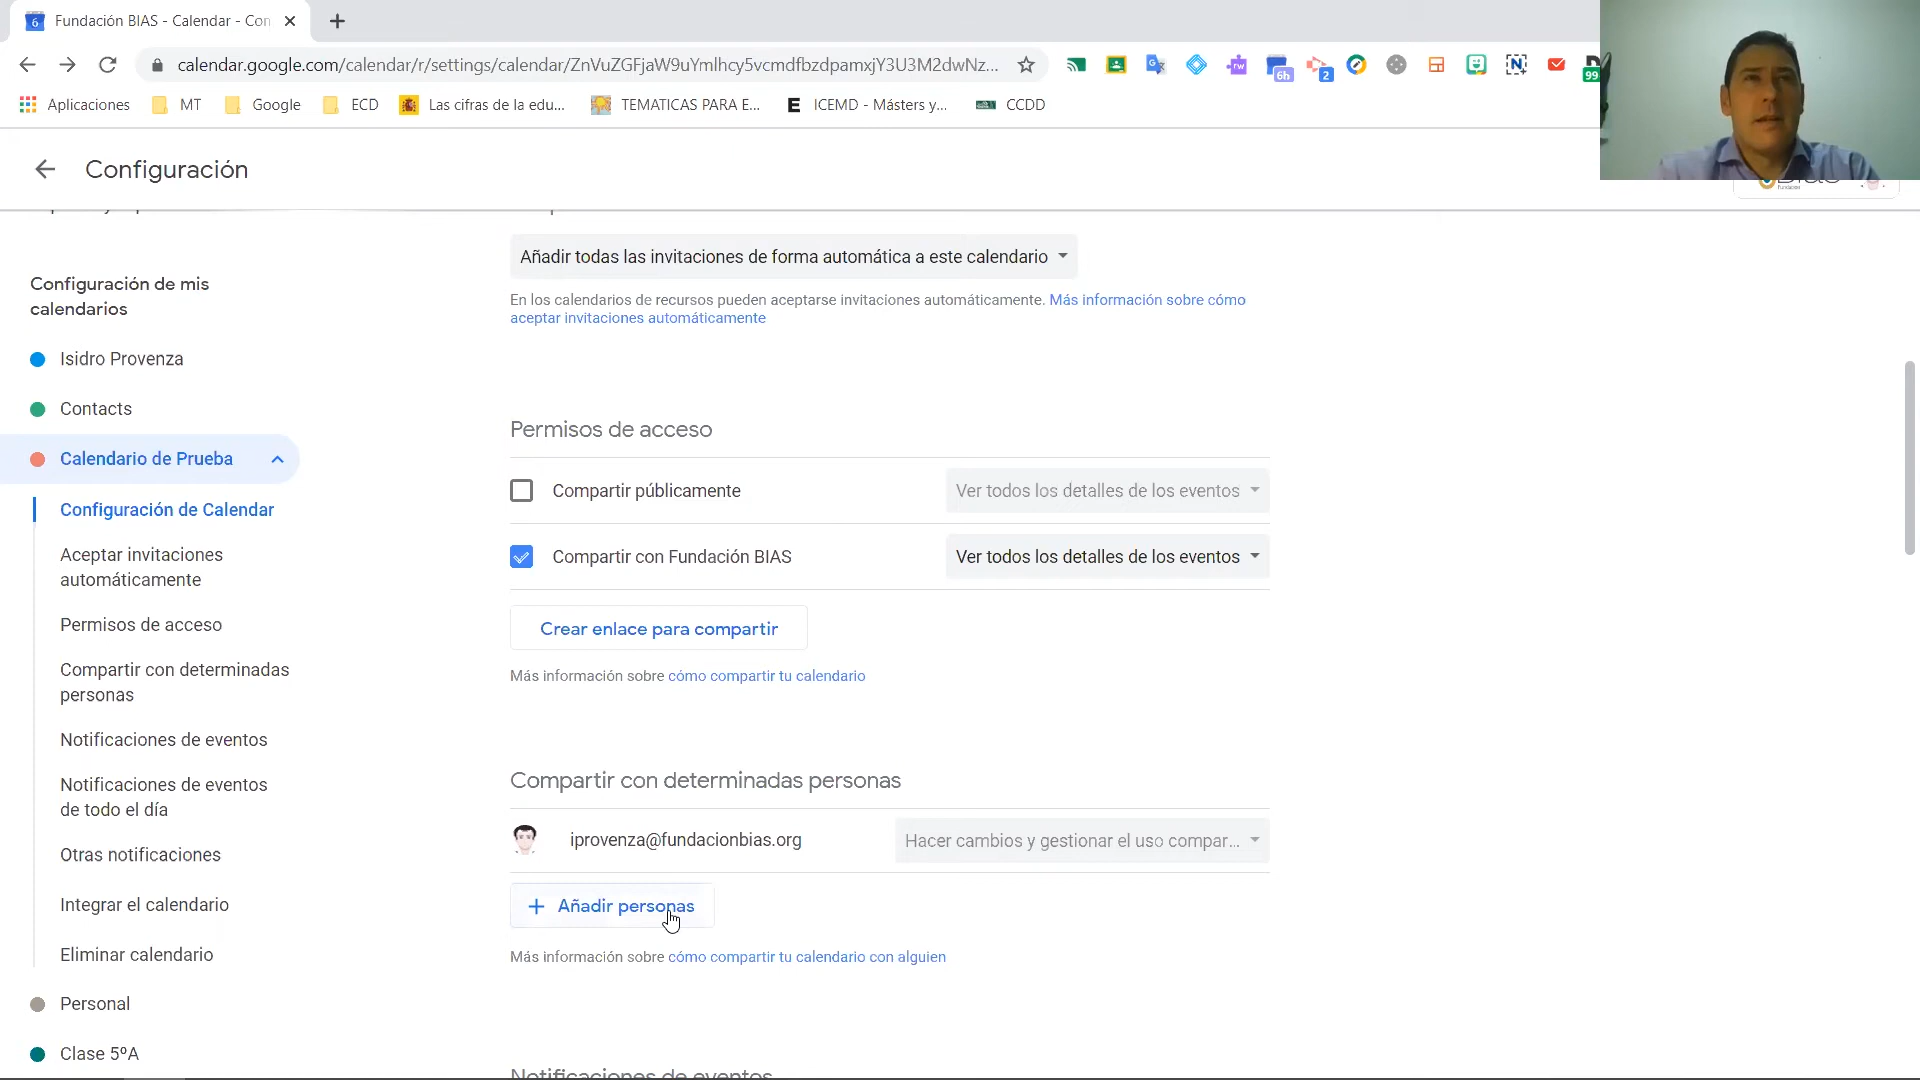 Fundación BIAS - Calendar - Con
calendar.google.com/calendar/r/settings/calendar/ZnVuZGFjaW9uYmlhcy5vcmdfbzdpamxjY3U3M2dwNz...
6h
2
rw
99
Aplicaciones
MT
Google
ECD
Las cifras de la edu...
TEMATICAS PARA E...
ICEMD - Másters y...
CCDD
Configuración
Configuración de mis
calendarios
Isidro Provenza
Contacts
Calendario de Prueba
Configuración de Calendar
Aceptar invitaciones
automáticamente
Permisos de acceso
Compartir con determinadas
personas
Notificaciones de eventos
Notificaciones de eventos
de todo el día
Otras notificaciones
Integrar el calendario
Eliminar calendario
Personal
Clase 5ºA
Añadir todas las invitaciones de forma automática a este calendario
En los calendarios de recursos pueden aceptarse invitaciones automáticamente. Más información sobre cómo
aceptar invitaciones automáticamente
Permisos de acceso
Compartir públicamente
Ver todos los detalles de los eventos
Compartir con Fundación BIAS
Ver todos los detalles de los eventos
Crear enlace para compartir
Más información sobre cómo compartir tu calendario
Compartir con determinadas personas
iprovenza@fundacionbias.org
Hacer cambios y gestionar el uso compar...
Añadir personas
Más información sobre cómo compartir tu calendario con alguien
Notificaciones de eventos